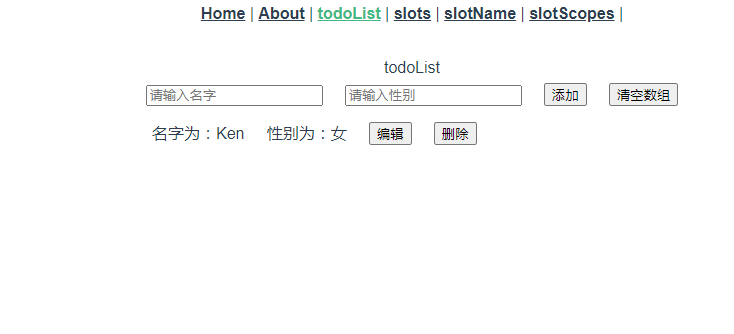 Home | About | todoList | slots | slotName | slotScopes |
todoList
请输入名字 请输入性别 添加 清空数组
名字为：Ken 性别为：女 编辑 删除